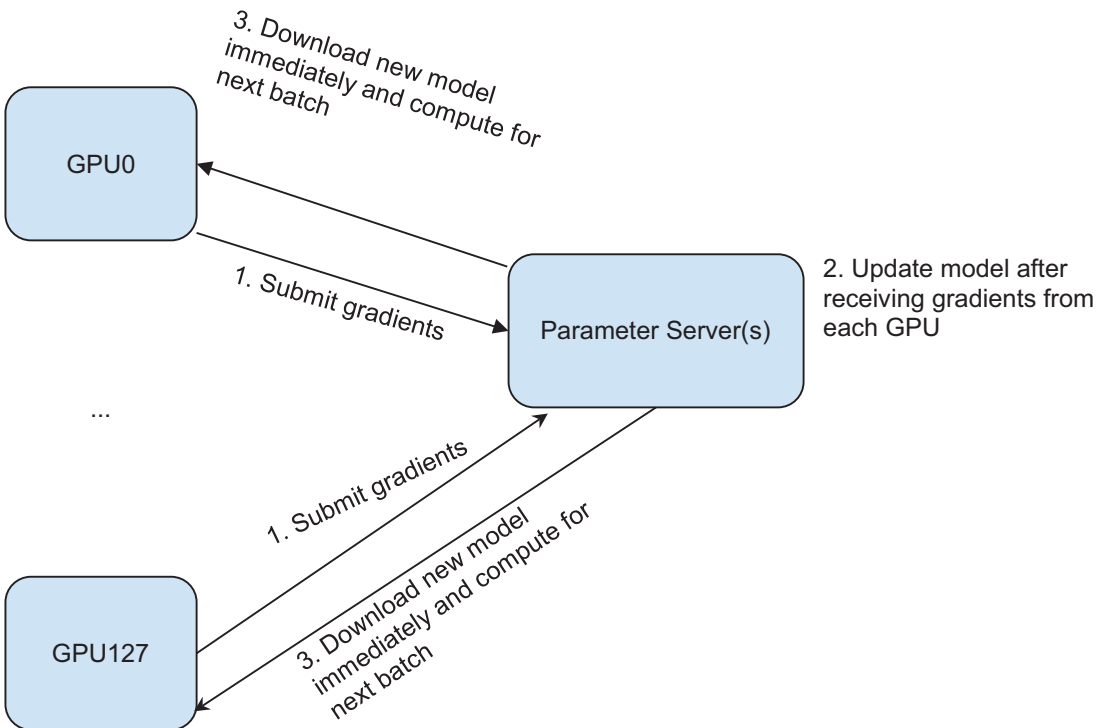 3. Download new model
immediately and compute for
next batch
GPU0
1. Submit gradients
Parameter Server(s)
2. Update model after
receiving gradients from
each GPU
...
1. Submit gradients
3. Download new model
immediately and compute for
next batch
GPU127